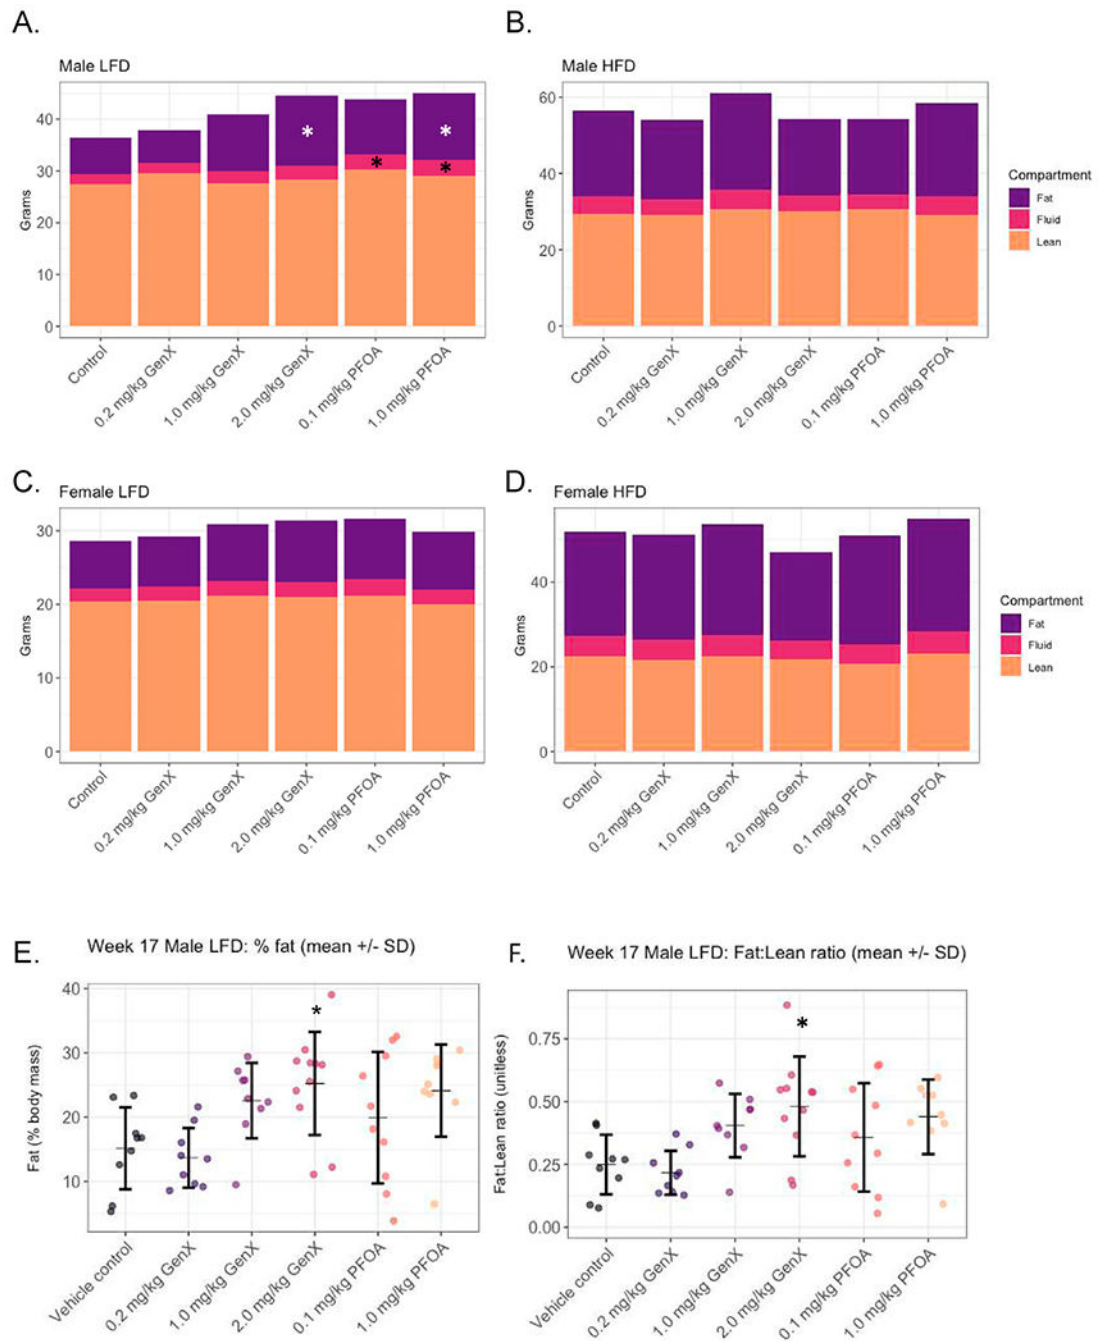 A.
Male LFD
Grams
40
30
20
10
0
*
*
*
*
Control
0.2 mg/kg GenX
1.0 mg/kg GenX
2.0 mg/kg GenX
0.1 mg/kg PFOA
1.0 mg/kg PFOA
B.
Male HFD
Grams
60
40
20
0
Control
0.2 mg/kg GenX
1.0 mg/kg GenX
2.0 mg/kg GenX
0.1 mg/kg PFOA
1.0 mg/kg PFOA
Compartment
Fat
Fluid
Lean
C.
Female LFD
Grams
30
20
10
0
Control
0.2 mg/kg GenX
1.0 mg/kg GenX
2.0 mg/kg GenX
0.1 mg/kg PFOA
1.0 mg/kg PFOA
D.
Female HFD
Grams
40
20
0
Control
0.2 mg/kg GenX
1.0 mg/kg GenX
2.0 mg/kg GenX
0.1 mg/kg PFOA
1.0 mg/kg PFOA
Compartment
Fat
Fluid
Lean
E.
Week 17 Male LFD: % fat (mean +/- SD)
Fat (% body mass)
40
30
20
10
*
Vehicle control
0.2 mg/kg GenX
1.0 mg/kg GenX
2.0 mg/kg GenX
0.1 mg/kg PFOA
1.0 mg/kg PFOA
F.
Week 17 Male LFD: Fat:Lean ratio (mean +/- SD)
Fat:Lean ratio (unitless)
0.75
0.50
0.25
0.00
*
Vehicle control
0.2 mg/kg GenX
1.0 mg/kg GenX
2.0 mg/kg GenX
0.1 mg/kg PFOA
1.0 mg/kg PFOA